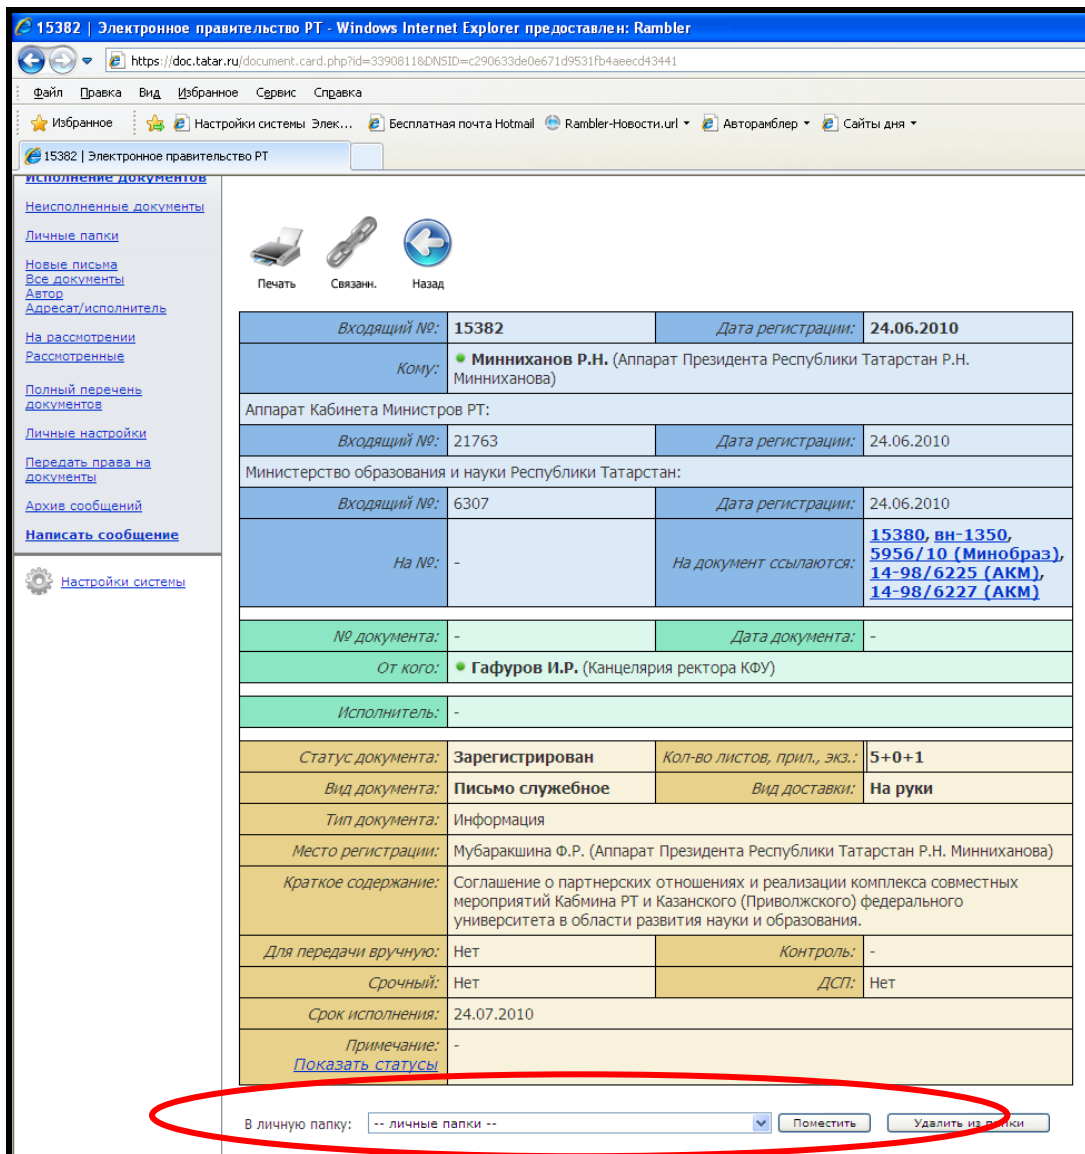 15382 | Электронное правительство РТ - Windows Internet Explorer предоставлен: Rambler
https://doc.tatar.ru/document.card.php?id=33908118&DNSID=c290633de0e671d9531fb4aeecd43441
Файл Правка Вид Избранное Сервис Справка
Избранное Настройки системы Элек... Бесплатная почта Hotmail Rambler-Новости.url Авторамблер Сайты дня
15382 | Электронное правительство РТ
Исполнение документов
Неисполненные документы
Личные папки
Новые письма
Все документы
Автор
Адресат/исполнитель
На рассмотрении
Рассмотренные
Полный перечень
документов
Личные настройки
Передать права на
документы
Архив сообщений
Написать сообщение
Настройки системы
Печать Связанн. Назад
Входящий №: 15382 Дата регистрации: 24.06.2010
Кому: Минниханов Р.Н. (Аппарат Президента Республики Татарстан Р.Н.
Минниханова)
Аппарат Кабинета Министров РТ:
Входящий №: 21763 Дата регистрации: 24.06.2010
Министерство образования и науки Республики Татарстан:
Входящий №: 6307 Дата регистрации: 24.06.2010
На №: - На документ ссылаются: 15380, вн-1350,
5956/10 (Минобраз),
14-98/6225 (АКМ),
14-98/6227 (АКМ)
№ документа: - Дата документа: -
От кого: Гафуров И.Р. (Канцелярия ректора КФУ)
Исполнитель: -
Статус документа: Зарегистрирован Кол-во листов, прил., экз.: 5+0+1
Вид документа: Письмо служебное Вид доставки: На руки
Тип документа: Информация
Место регистрации: Мубаракшина Ф.Р. (Аппарат Президента Республики Татарстан Р.Н. Минниханова)
Краткое содержание: Соглашение о партнерских отношениях и реализации комплекса совместных
мероприятий Кабмина РТ и Казанского (Приволжского) федерального
университета в области развития науки и образования.
Для передачи вручную: Нет Контроль: -
Срочный: Нет ДСП: Нет
Срок исполнения: 24.07.2010
Примечание: -
Показать статусы
В личную папку: -- личные папки -- Поместить Удалить из папки